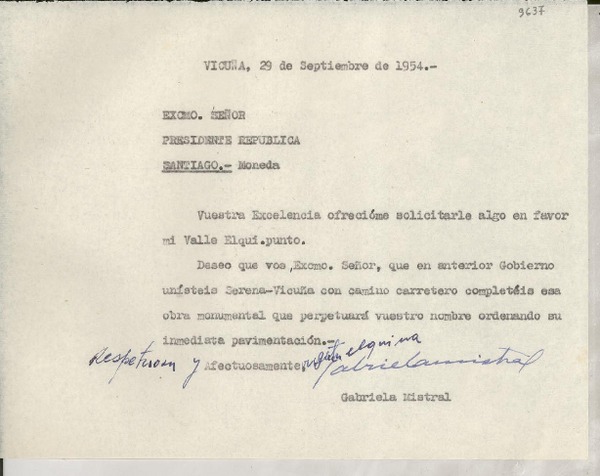 3637
VICUÑA, 29 de Septiembre de 1954.-
EXCMO. SEÑOR
PRESIDENTE REPUBLICA
SANTIAGO.- Moneda
Vuestra Excelencia ofrecióme solicitarle algo en favor
mi Valle Elqui.punto.
Deseo que vos,Excmo. Señor, que en anterior Gobierno
unísteis Serena-Vicuña con camino carretero completéis esa
obra monumental que perpetuará vuestro nombre ordenando su
inmediata pavimentación.-
y Afectuosamente, elquina
Gabriela Mistral
Gabriela Mistral